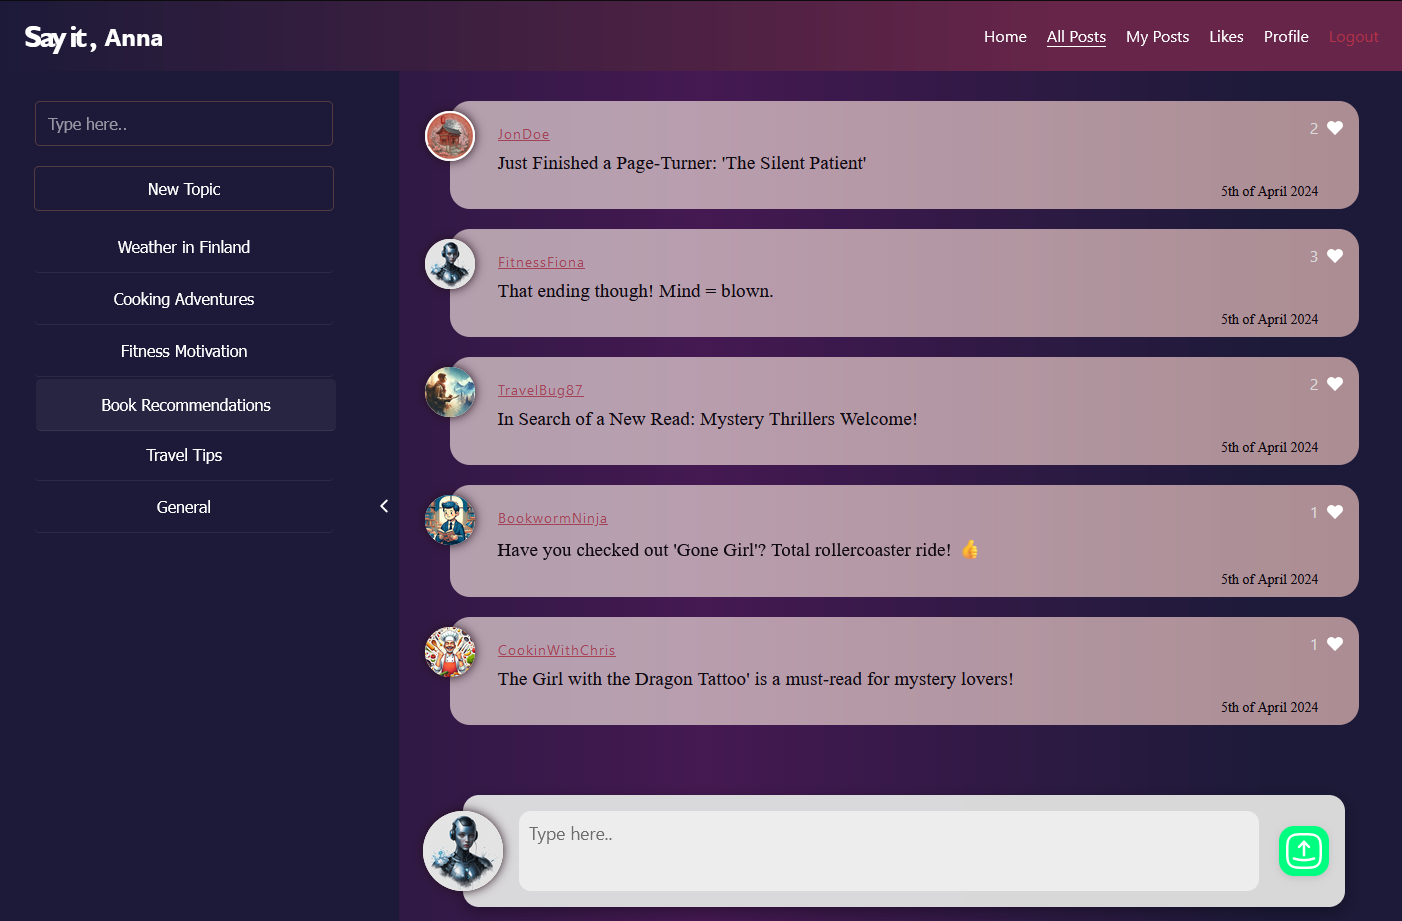 Say it, Anna
Home All Posts My Posts Likes Profile Logout
Type here..
New Topic
Weather in Finland
Cooking Adventures
Fitness Motivation
Book Recommendations
Travel Tips
General
JonDoe
2
Just Finished a Page-Turner: 'The Silent Patient'
5th of April 2024
FitnessFiona
3
That ending though! Mind = blown.
5th of April 2024
TravelBug87
2
In Search of a New Read: Mystery Thrillers Welcome!
5th of April 2024
BookwormNinja
1
Have you checked out 'Gone Girl'? Total rollercoaster ride! 👍
5th of April 2024
CookinWithChris
1
The Girl with the Dragon Tattoo' is a must-read for mystery lovers!
5th of April 2024
Type here..